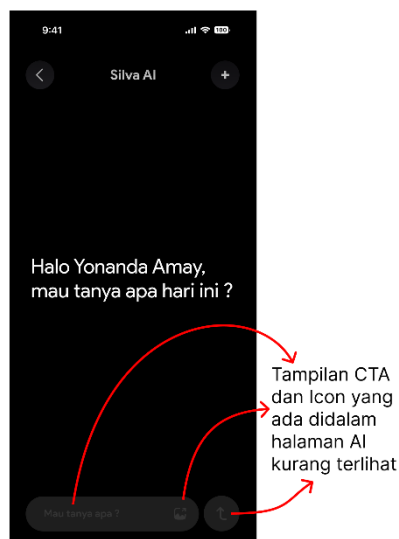 9:41
Silva AI
Halo Yonanda Amay,
mau tanya apa hari ini ?
Tampilan CTA
dan Icon yang
ada didalam
halaman AI
kurang terlihat
Mau tanya apa ?